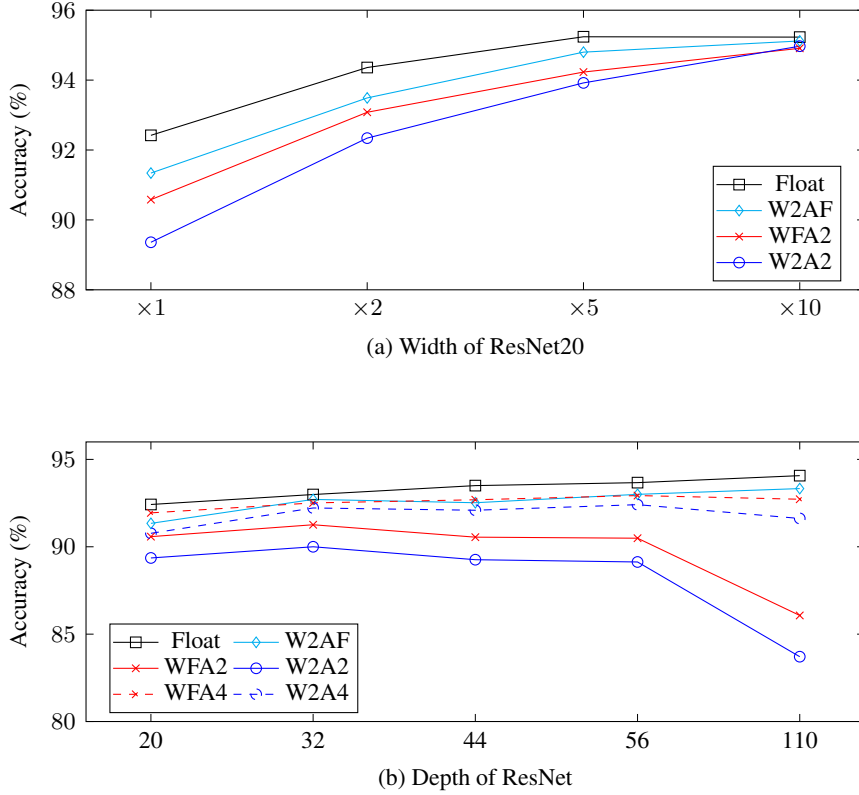 96
94
92
90
88
Accuracy (%)
Float
W2AF
WFA2
W2A2
×1 ×2 ×5 ×10
(a) Width of ResNet20
95
90
85
80
Accuracy (%)
Float W2AF
WFA2 W2A2
WFA4 W2A4
20 32 44 56 110
(b) Depth of ResNet